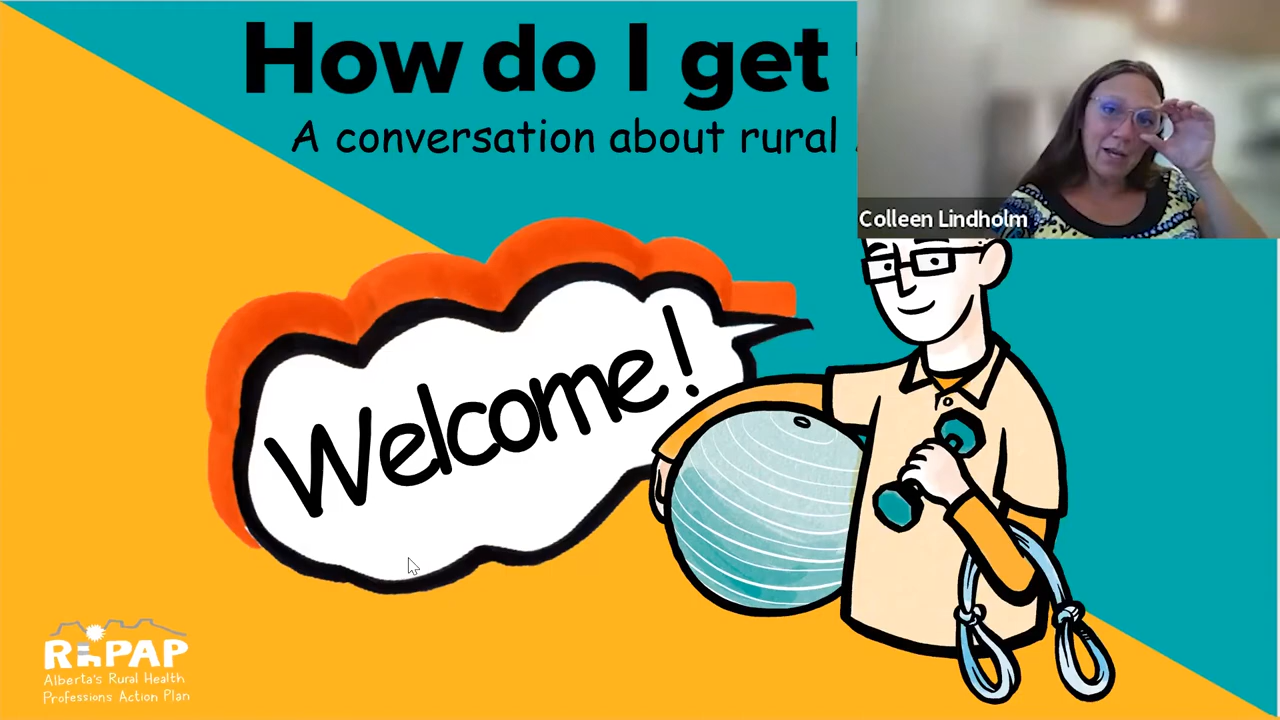 How do I get
A conversation about rural
Colleen Lindholm
Welcome!
RhPAP
Alberta's Rural Health
Professions Action Plan